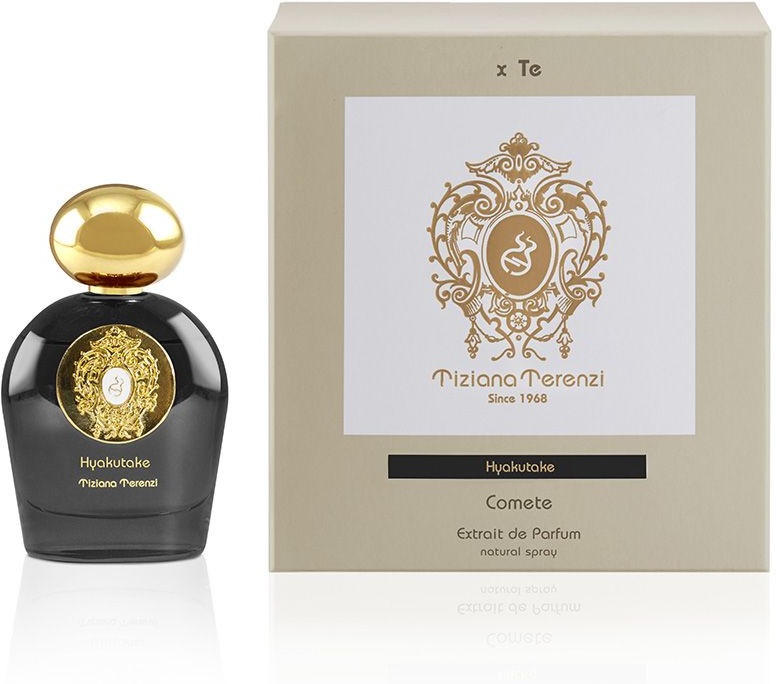 x Te
Tiziana Terenzi
Since 1968
Hyakutake
Comete
Extrait de Parfum
natural spray
Hyakutake
Tiziana Terenzi